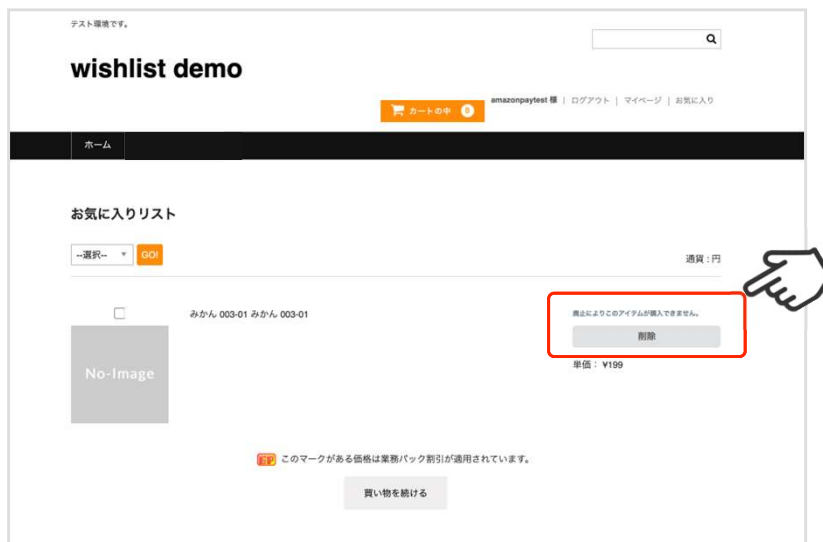 テスト環境です。
wishlist demo
カートの中 0
amazonpaytest 様 | ログアウト | マイページ | お気に入り
ホーム
お気に入りリスト
--選択-- GO!
通貨 : 円
みかん 003-01 みかん 003-01
廃止によりこのアイテムが購入できません。
削除
No-Image
単価： ¥199
このマークがある価格は業務パック割引が適用されています。
買い物を続ける